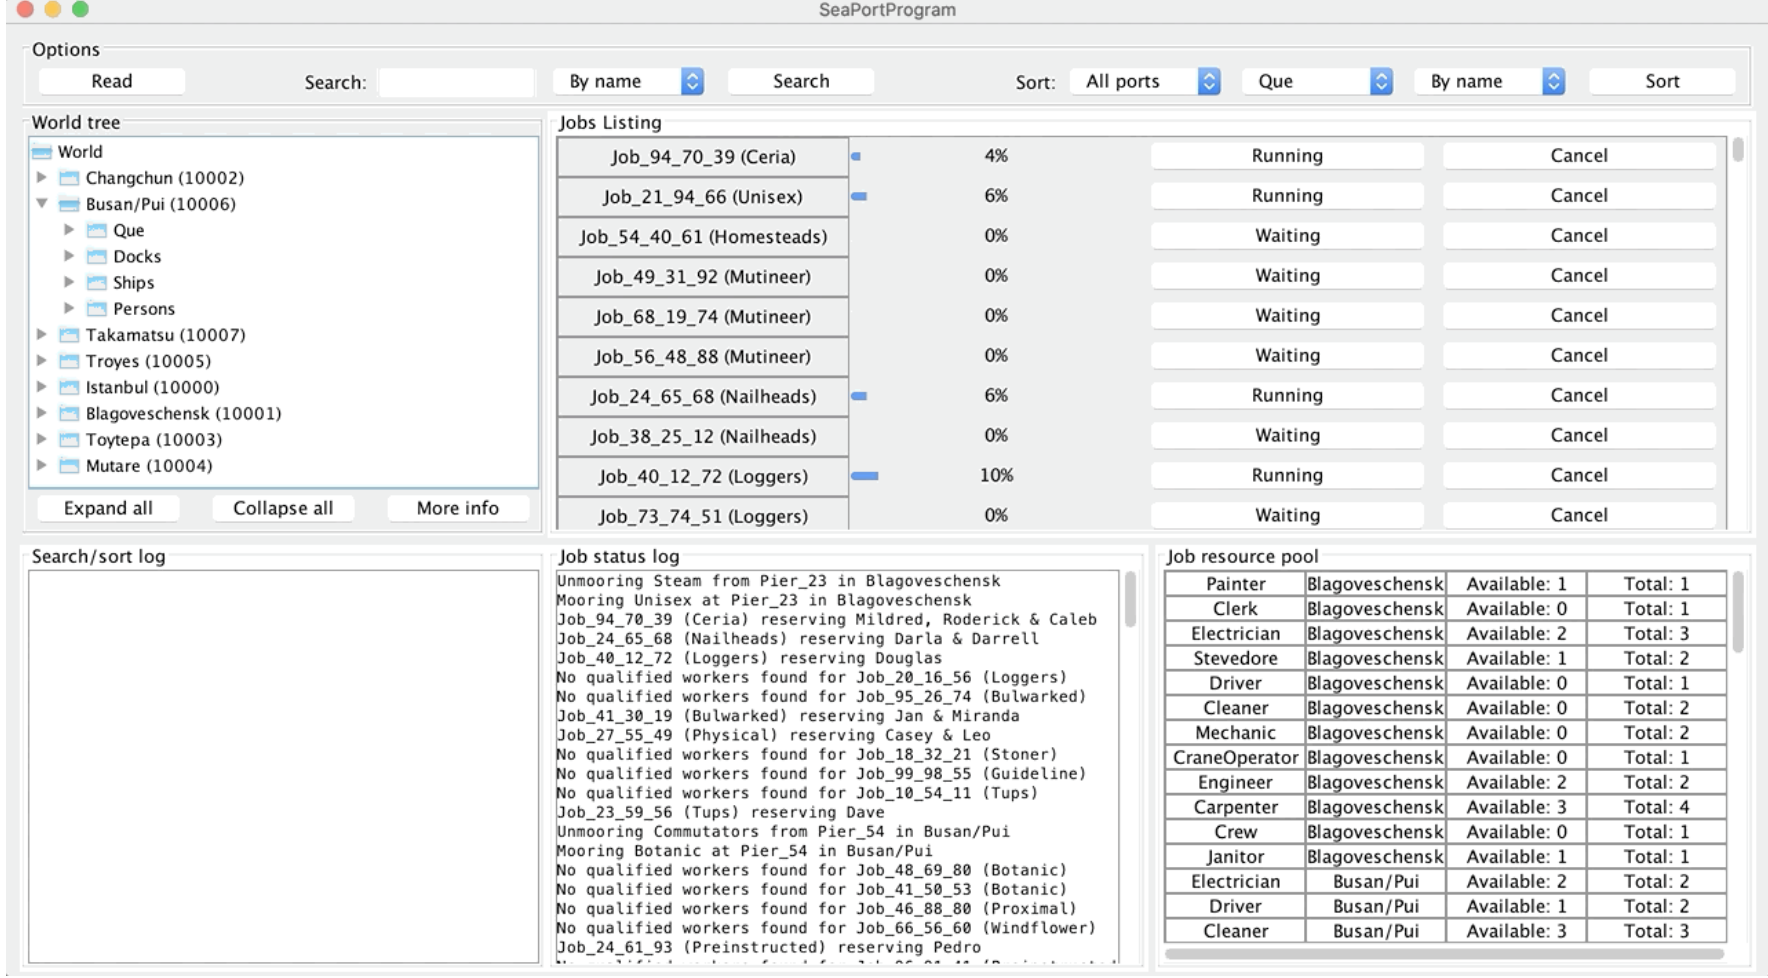 SeaPortProgram
Options
Read Search: By name Search Sort: All ports Que By name Sort
World tree
World
Changchun (10002)
Busan/Pui (10006)
Que
Docks
Ships
Persons
Takamatsu (10007)
Troyes (10005)
Istanbul (10000)
Blagoveschensk (10001)
Toytepa (10003)
Mutare (10004)
Expand all Collapse all More info
Jobs Listing
Job_94_70_39 (Ceria) 4% Running Cancel
Job_21_94_66 (Unisex) 6% Running Cancel
Job_54_40_61 (Homesteads) 0% Waiting Cancel
Job_49_31_92 (Mutineer) 0% Waiting Cancel
Job_68_19_74 (Mutineer) 0% Waiting Cancel
Job_56_48_88 (Mutineer) 0% Waiting Cancel
Job_24_65_68 (Nailheads) 6% Running Cancel
Job_38_25_12 (Nailheads) 0% Waiting Cancel
Job_40_12_72 (Loggers) 10% Running Cancel
Job_73_74_51 (Loggers) 0% Waiting Cancel
Search/sort log
Job status log
Unmooring Steam from Pier_23 in Blagoveschensk
Mooring Unisex at Pier_23 in Blagoveschensk
Job_94_70_39 (Ceria) reserving Mildred, Roderick & Caleb
Job_24_65_68 (Nailheads) reserving Darla & Darrell
Job_40_12_72 (Loggers) reserving Douglas
No qualified workers found for Job_20_16_56 (Loggers)
No qualified workers found for Job_95_26_74 (Bulwarked)
Job_41_30_19 (Bulwarked) reserving Jan & Miranda
Job_27_55_49 (Physical) reserving Casey & Leo
No qualified workers found for Job_18_32_21 (Stoner)
No qualified workers found for Job_99_98_55 (Guideline)
No qualified workers found for Job_10_54_11 (Tups)
Job_23_59_56 (Tups) reserving Dave
Unmooring Commutators from Pier_54 in Busan/Pui
Mooring Botanic at Pier_54 in Busan/Pui
No qualified workers found for Job_48_69_80 (Botanic)
No qualified workers found for Job_41_50_53 (Botanic)
No qualified workers found for Job_46_88_80 (Proximal)
No qualified workers found for Job_66_56_60 (Windflower)
Job_24_61_93 (Preinstructed) reserving Pedro
Job resource pool
Painter Blagoveschensk Available: 1 Total: 1
Clerk Blagoveschensk Available: 0 Total: 1
Electrician Blagoveschensk Available: 2 Total: 3
Stevedore Blagoveschensk Available: 1 Total: 2
Driver Blagoveschensk Available: 0 Total: 1
Cleaner Blagoveschensk Available: 0 Total: 2
Mechanic Blagoveschensk Available: 0 Total: 2
CraneOperator Blagoveschensk Available: 0 Total: 1
Engineer Blagoveschensk Available: 2 Total: 2
Carpenter Blagoveschensk Available: 3 Total: 4
Crew Blagoveschensk Available: 0 Total: 1
Janitor Blagoveschensk Available: 1 Total: 1
Electrician Busan/Pui Available: 2 Total: 2
Driver Busan/Pui Available: 1 Total: 2
Cleaner Busan/Pui Available: 3 Total: 3